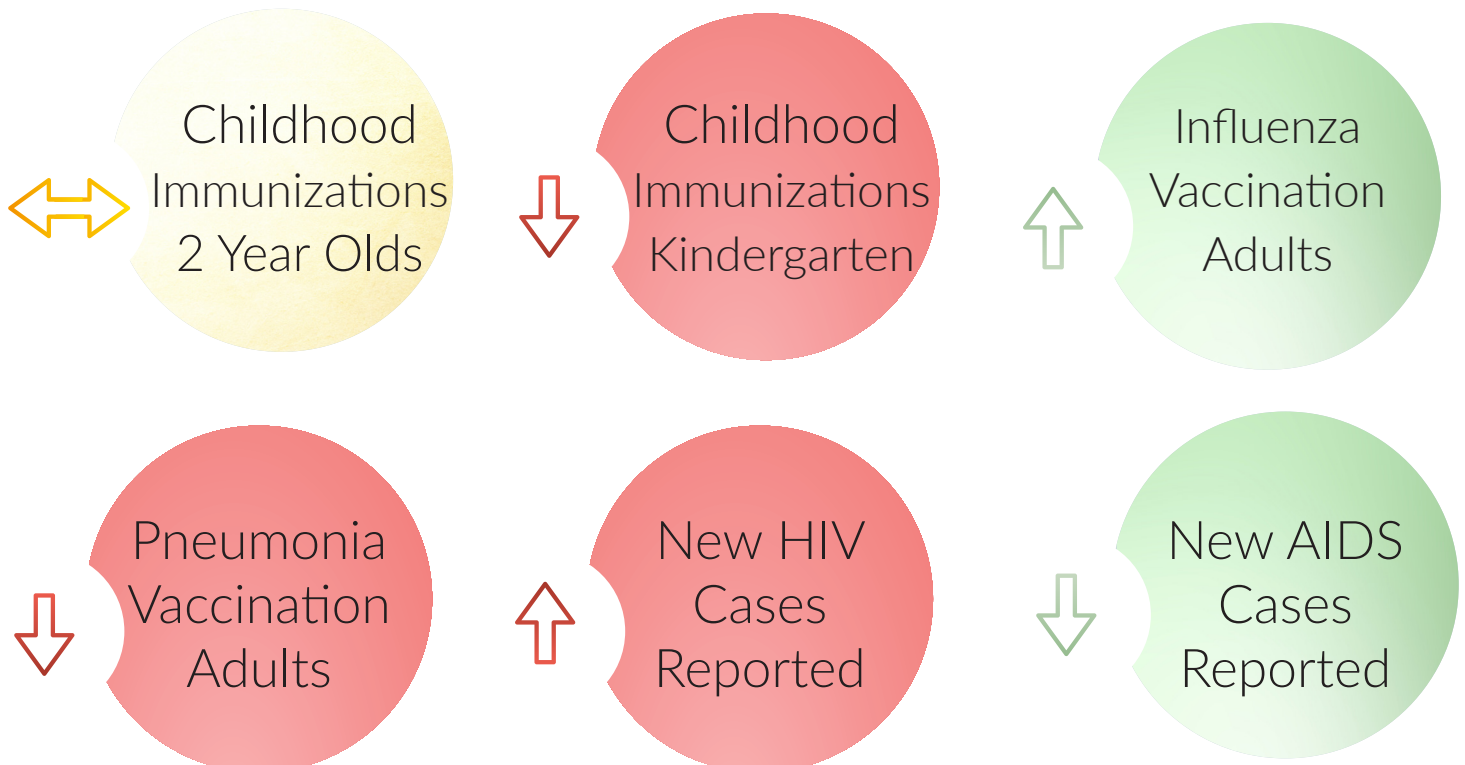 Childhood
Immunizations
2 Year Olds
Childhood
Immunizations
Kindergarten
Influenza
Vaccination
Adults
Pneumonia
Vaccination
Adults
New HIV
Cases
Reported
New AIDS
Cases
Reported